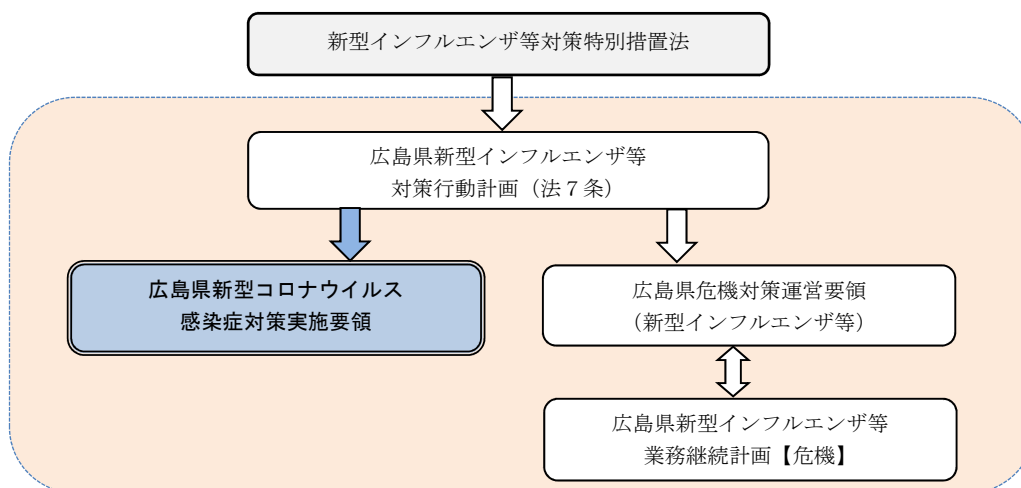 新型インフルエンザ等対策特別措置法
広島県新型インフルエンザ等
対策行動計画（法７条）
広島県新型コロナウイルス
感染症対策実施要領
広島県危機対策運営要領
（新型インフルエンザ等）
広島県新型インフルエンザ等
業務継続計画【危機】